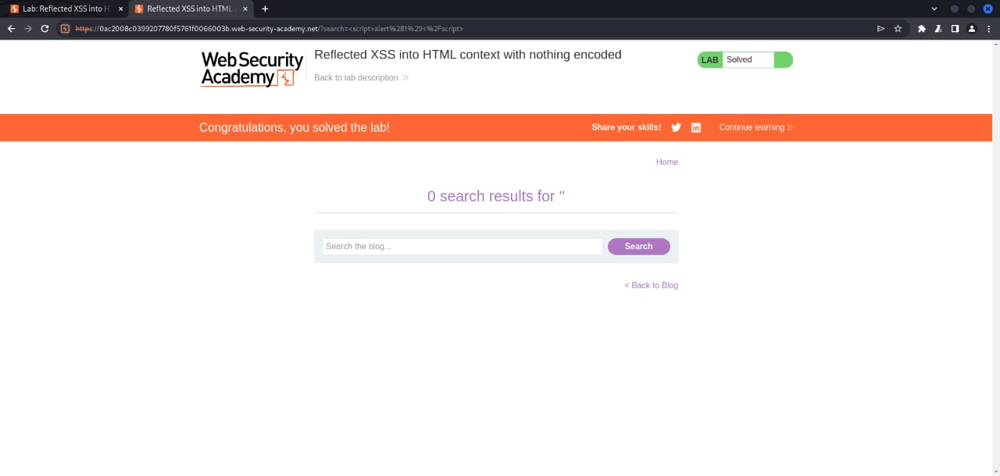 Lab: Reflected XSS into H
Reflected XSS into HTML
https://0ac2008c0399207780f5761f0066003b.web-security-academy.net/?search=<script>alert%281%29<%2Fscript>
WebSecurity
Academy
Reflected XSS into HTML context with nothing encoded
Back to lab description
LAB Solved
Congratulations, you solved the lab!
Share your skills!
Continue learning
Home
0 search results for ''
Search the blog...
Search
< Back to Blog